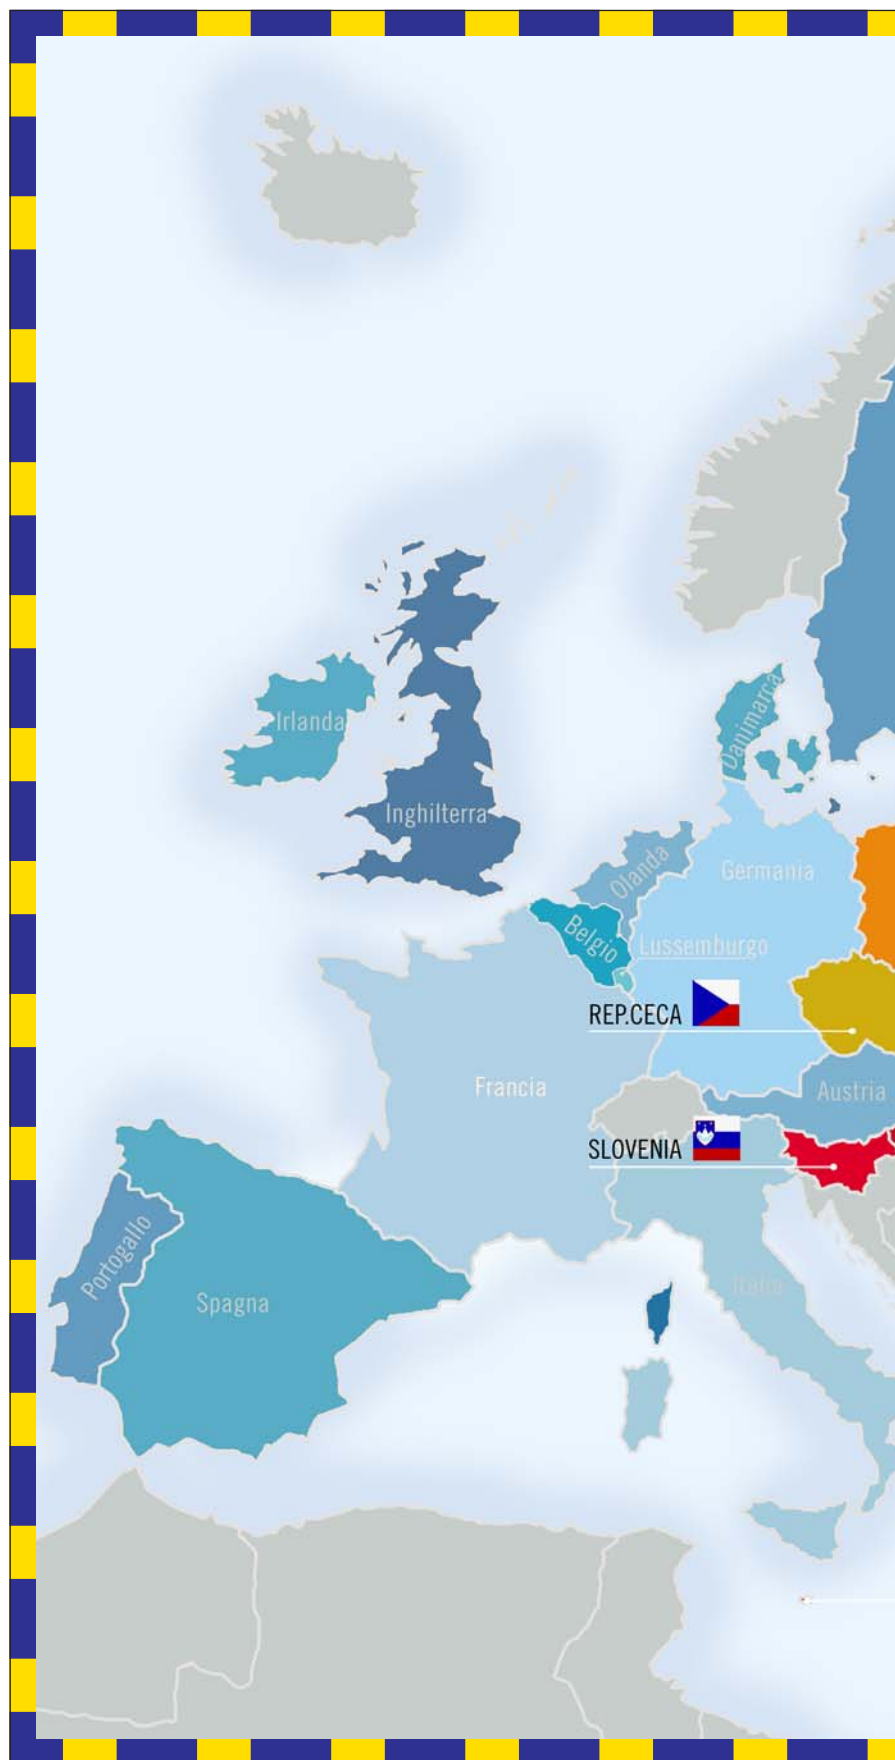 Irlanda
Danimarca
Inghilterra
Olanda
Germania
Belgio
Lussemburgo
REP.CECA
Francia
Austria
SLOVENIA
Portogallo
Spagna
Italia